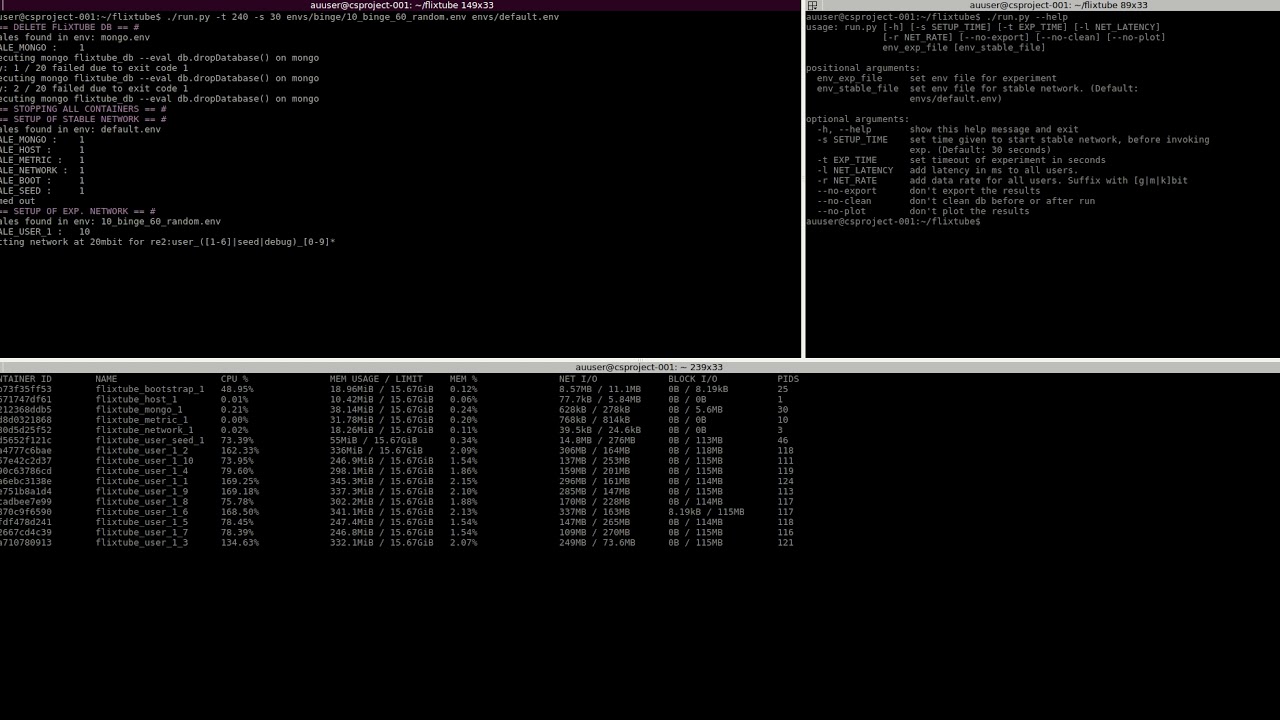 auuser@csproject-001: ~/flixtube 149x33
user@csproject-001:~/flixtube$ ./run.py -t 240 -s 30 envs/binge/10_binge_60_random.env envs/default.env
== DELETE FLiXTUBE DB == #
ales found in env: mongo.env
ALE_MONGO :    1
ecuting mongo flixtube_db --eval db.dropDatabase() on mongo
y: 1 / 20 failed due to exit code 1
ecuting mongo flixtube_db --eval db.dropDatabase() on mongo
y: 2 / 20 failed due to exit code 1
ecuting mongo flixtube_db --eval db.dropDatabase() on mongo
== STOPPING ALL CONTAINERS == #
== SETUP OF STABLE NETWORK == #
ales found in env: default.env
ALE_MONGO :    1
ALE_HOST :    1
ALE_METRIC :    1
ALE_NETWORK :    1
ALE_BOOT :    1
ALE_SEED :    1
med out
== SETUP OF EXP. NETWORK == #
ales found in env: 10_binge_60_random.env
ALE_USER_1 :    10
tting network at 20mbit for re2:user_([1-6]|seed|debug)_[0-9]*
auuser@csproject-001: ~/flixtube 89x33
auuser@csproject-001:~/flixtube$ ./run.py --help
usage: run.py [-h] [-s SETUP_TIME] [-t EXP_TIME] [-l NET_LATENCY]
[-r NET_RATE] [--no-export] [--no-clean] [--no-plot]
env_exp_file [env_stable_file]
positional arguments:
env_exp_file     set env file for experiment
env_stable_file  set env file for stable network. (Default:
envs/default.env)
optional arguments:
-h, --help       show this help message and exit
-s SETUP_TIME    set time given to start stable network, before invoking
exp. (Default: 30 seconds)
-t EXP_TIME      set timeout of experiment in seconds
-l NET_LATENCY   add latency in ms to all users.
-r NET_RATE      add data rate for all users. Suffix with [g|m|k]bit
--no-export      don't export the results
--no-clean       don't clean db before or after run
--no-plot        don't plot the results
auuser@csproject-001:~/flixtube$
auuser@csproject-001: ~ 239x33
NTAINER ID   NAME   CPU %   MEM USAGE / LIMIT   MEM %   NET I/O   BLOCK I/O   PIDS
b73f35ff53   flixtube_bootstrap_1   48.95%   18.96MiB / 15.67GiB   0.12%   8.57MB / 11.1MB   0B / 8.19kB   25
671747df61   flixtube_host_1   0.01%   10.42MiB / 15.67GiB   0.06%   77.7kB / 5.84MB   0B / 0B   1
212368ddb5   flixtube_mongo_1   0.21%   38.14MiB / 15.67GiB   0.24%   628kB / 278kB   0B / 5.6MB   30
d8d0321868   flixtube_metric_1   0.00%   31.78MiB / 15.67GiB   0.20%   768kB / 814kB   0B / 0B   10
80d5d25f52   flixtube_network_1   0.02%   18.26MiB / 15.67GiB   0.11%   39.5kB / 24.6kB   0B / 0B   3
d5652f121c   flixtube_user_seed_1   73.39%   55MiB / 15.67GiB   0.34%   14.8MB / 276MB   0B / 113MB   46
a4777c6bae   flixtube_user_1_2   162.33%   336MiB / 15.67GiB   2.09%   306MB / 164MB   0B / 118MB   118
57e42c2d37   flixtube_user_1_10   73.95%   246.9MiB / 15.67GiB   1.54%   137MB / 253MB   0B / 115MB   111
90c63786cd   flixtube_user_1_4   79.60%   298.1MiB / 15.67GiB   1.86%   159MB / 201MB   0B / 115MB   119
a6ebc3138e   flixtube_user_1_1   169.25%   345.3MiB / 15.67GiB   2.15%   296MB / 161MB   0B / 114MB   124
e751b8a1d4   flixtube_user_1_9   169.18%   337.3MiB / 15.67GiB   2.10%   285MB / 147MB   0B / 115MB   113
cadbee7e99   flixtube_user_1_8   75.78%   302.2MiB / 15.67GiB   1.88%   170MB / 228MB   0B / 114MB   117
870c9f6590   flixtube_user_1_6   168.50%   341.1MiB / 15.67GiB   2.13%   337MB / 163MB   8.19kB / 115MB   117
fdf478d241   flixtube_user_1_5   78.45%   247.4MiB / 15.67GiB   1.54%   147MB / 265MB   0B / 114MB   118
2667cd4c39   flixtube_user_1_7   78.39%   246.8MiB / 15.67GiB   1.54%   109MB / 270MB   0B / 115MB   116
a710780913   flixtube_user_1_3   134.63%   332.1MiB / 15.67GiB   2.07%   249MB / 73.6MB   0B / 115MB   121